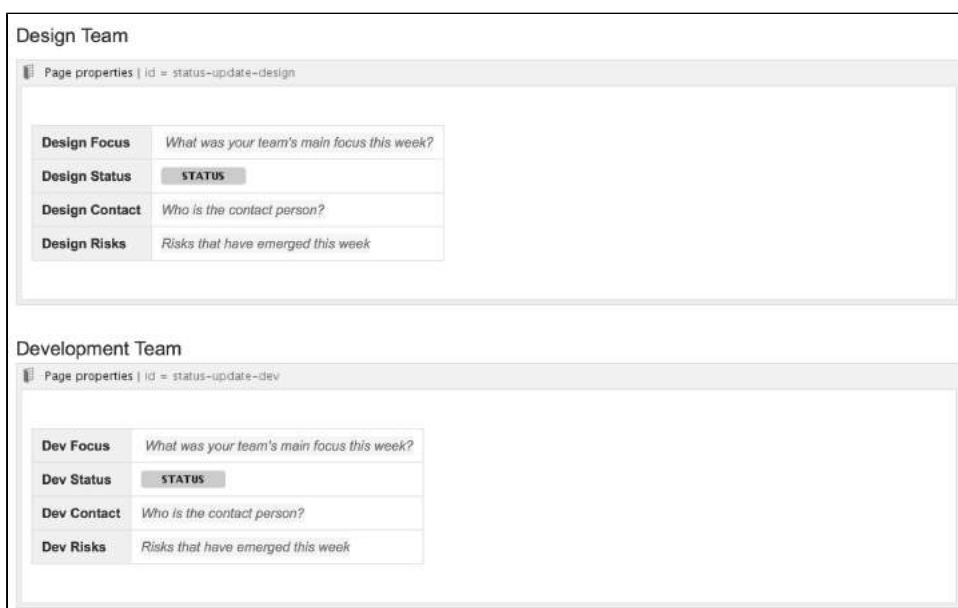 Design Team
Page properties | id = status-update-design
Design Focus What was your team's main focus this week?
Design Status STATUS
Design Contact Who is the contact person?
Design Risks Risks that have emerged this week
Development Team
Page properties | id = status-update-dev
Dev Focus What was your team's main focus this week?
Dev Status STATUS
Dev Contact Who is the contact person?
Dev Risks Risks that have emerged this week